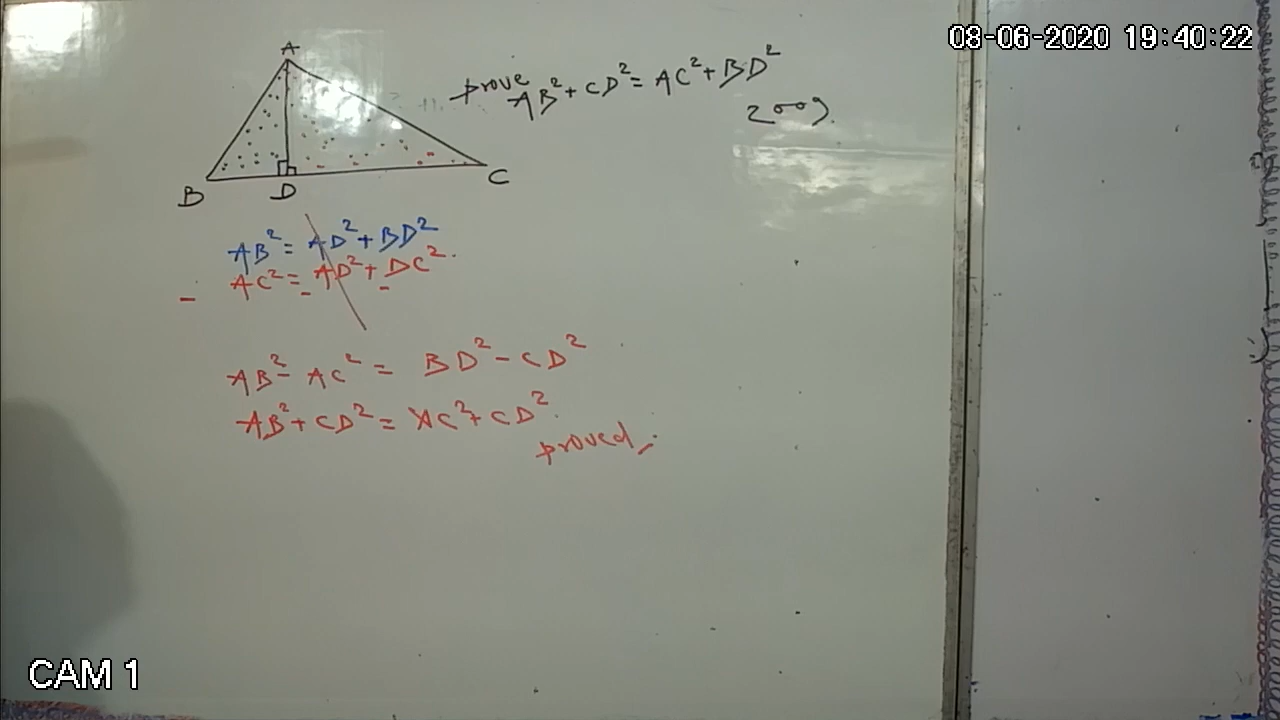 08-06-2020 19:40:22
A
B
D
C
prove
AB² + CD² = AC² + BD²
2009.
AB² = AD² + BD²
AC² = AD² + DC².
- - -
AB² - AC² = BD² - CD²
AB² + CD² = AC² + CD².
proved
CAM 1